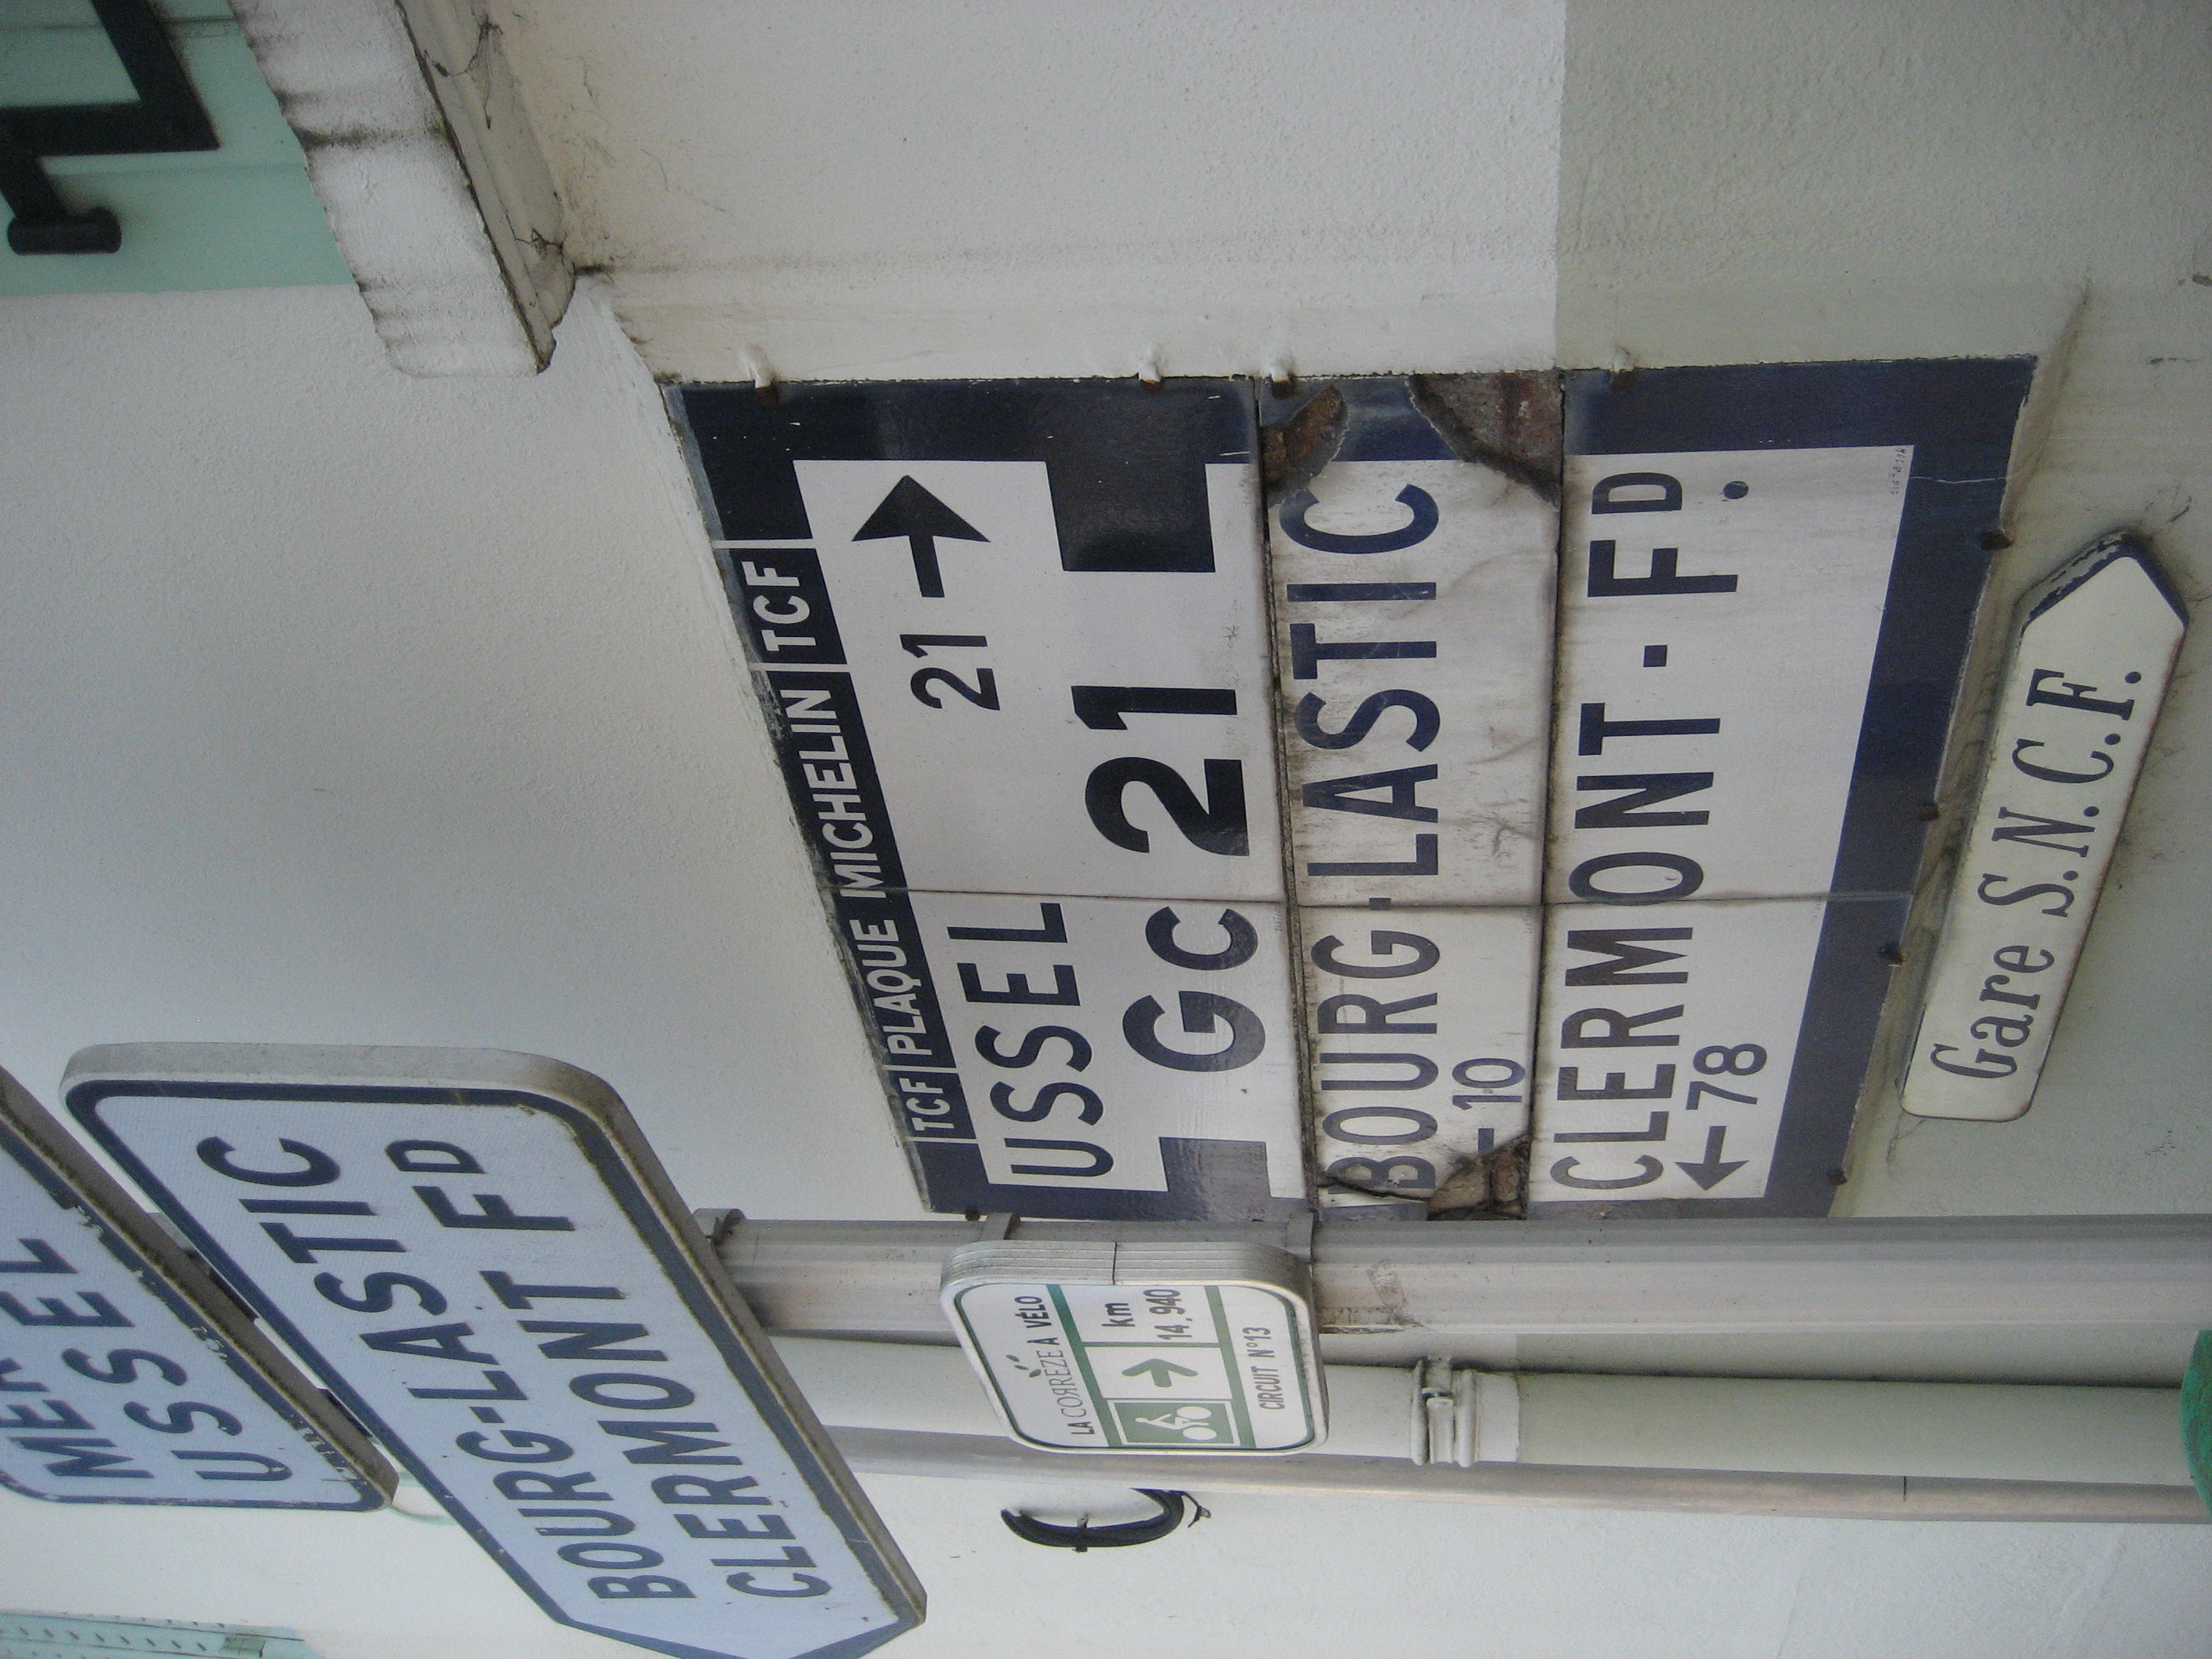 USSEL
BOURG-LASTIC
CLERMONT FD
LA CORRÈZE À VÉLO
km
14,940
CIRCUIT N°13
TCF PLAQUE MICHELIN TCF
USSEL 21
Gc 21
BOURG-LASTIC
10
CLERMONT-FD.
78
Gare S.N.C.F.